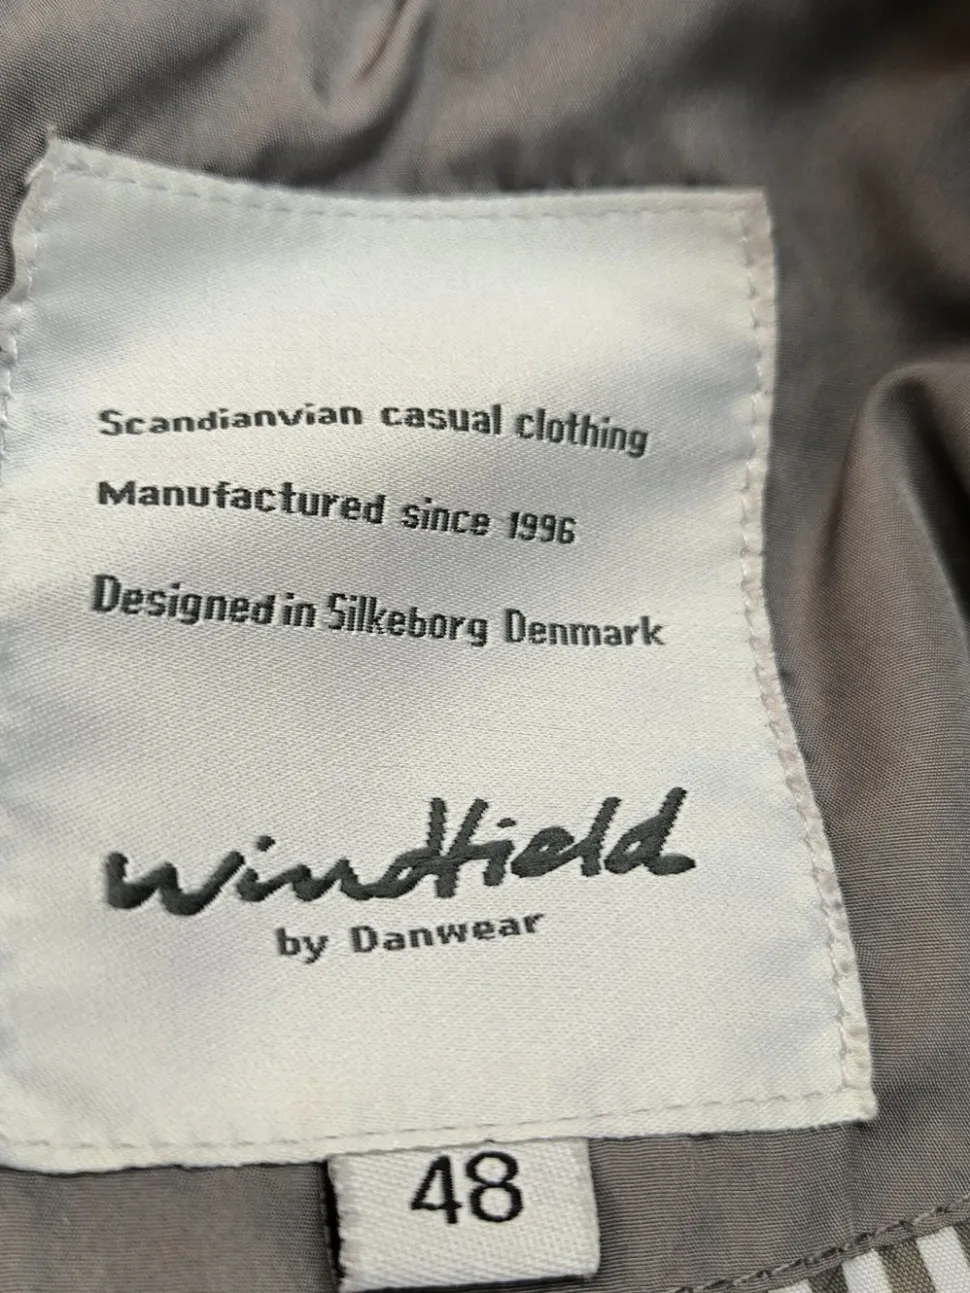 Scandianvian casual clothing
Manufactured since 1996
Designed in Silkeborg Denmark
windfield
by Danwear
48